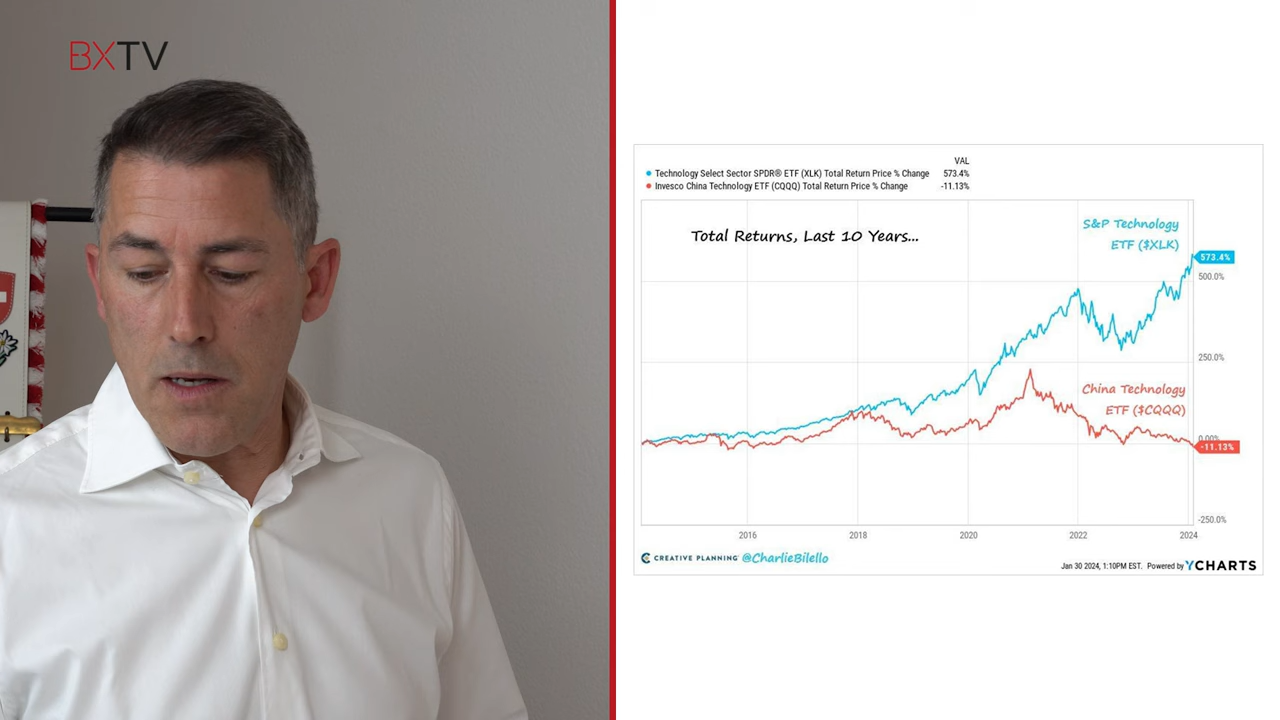 BXTV
VAL
Technology Select Sector SPDR® ETF (XLK) Total Return Price % Change 573.4%
Invesco China Technology ETF (CQQQ) Total Return Price % Change -11.13%
Total Returns, Last 10 Years...
S&P Technology
ETF ($XLK)
573.4%
500.0%
250.0%
China Technology
ETF ($CQQQ)
0.00%
-11.13%
-250.0%
2016 2018 2020 2022 2024
CREATIVE PLANNING® @CharlieBilello
Jan 30 2024, 1:10PM EST. Powered by YCHARTS